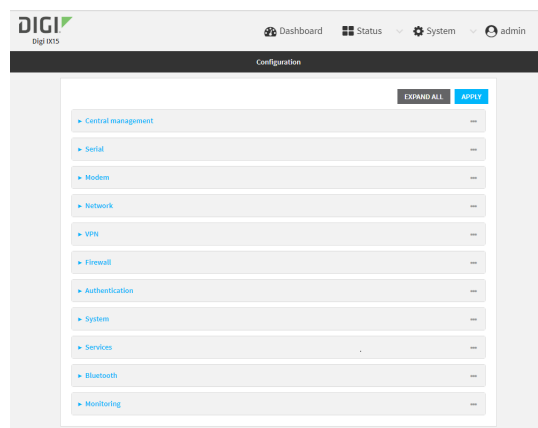 DIGI
Digi IX15
Dashboard
Status
System
admin
Configuration
EXPAND ALL
APPLY
Central management
Serial
Modem
Network
VPN
Firewall
Authentication
System
Services
Bluetooth
Monitoring